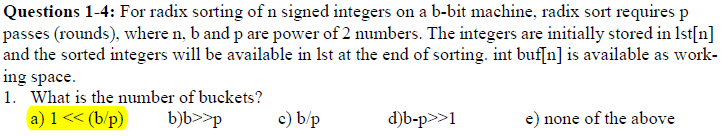 Questions 1-4: For radix sorting of n signed integers on a b-bit machine, radix sort requires p
passes (rounds), where n, b and p are power of 2 numbers. The integers are initially stored in lst[n]
and the sorted integers will be available in lst at the end of sorting. int buf[n] is available as work-
ing space.
1. What is the number of buckets?
a) 1 << (b/p) b)b>>p c) b/p d)b-p>>1 e) none of the above